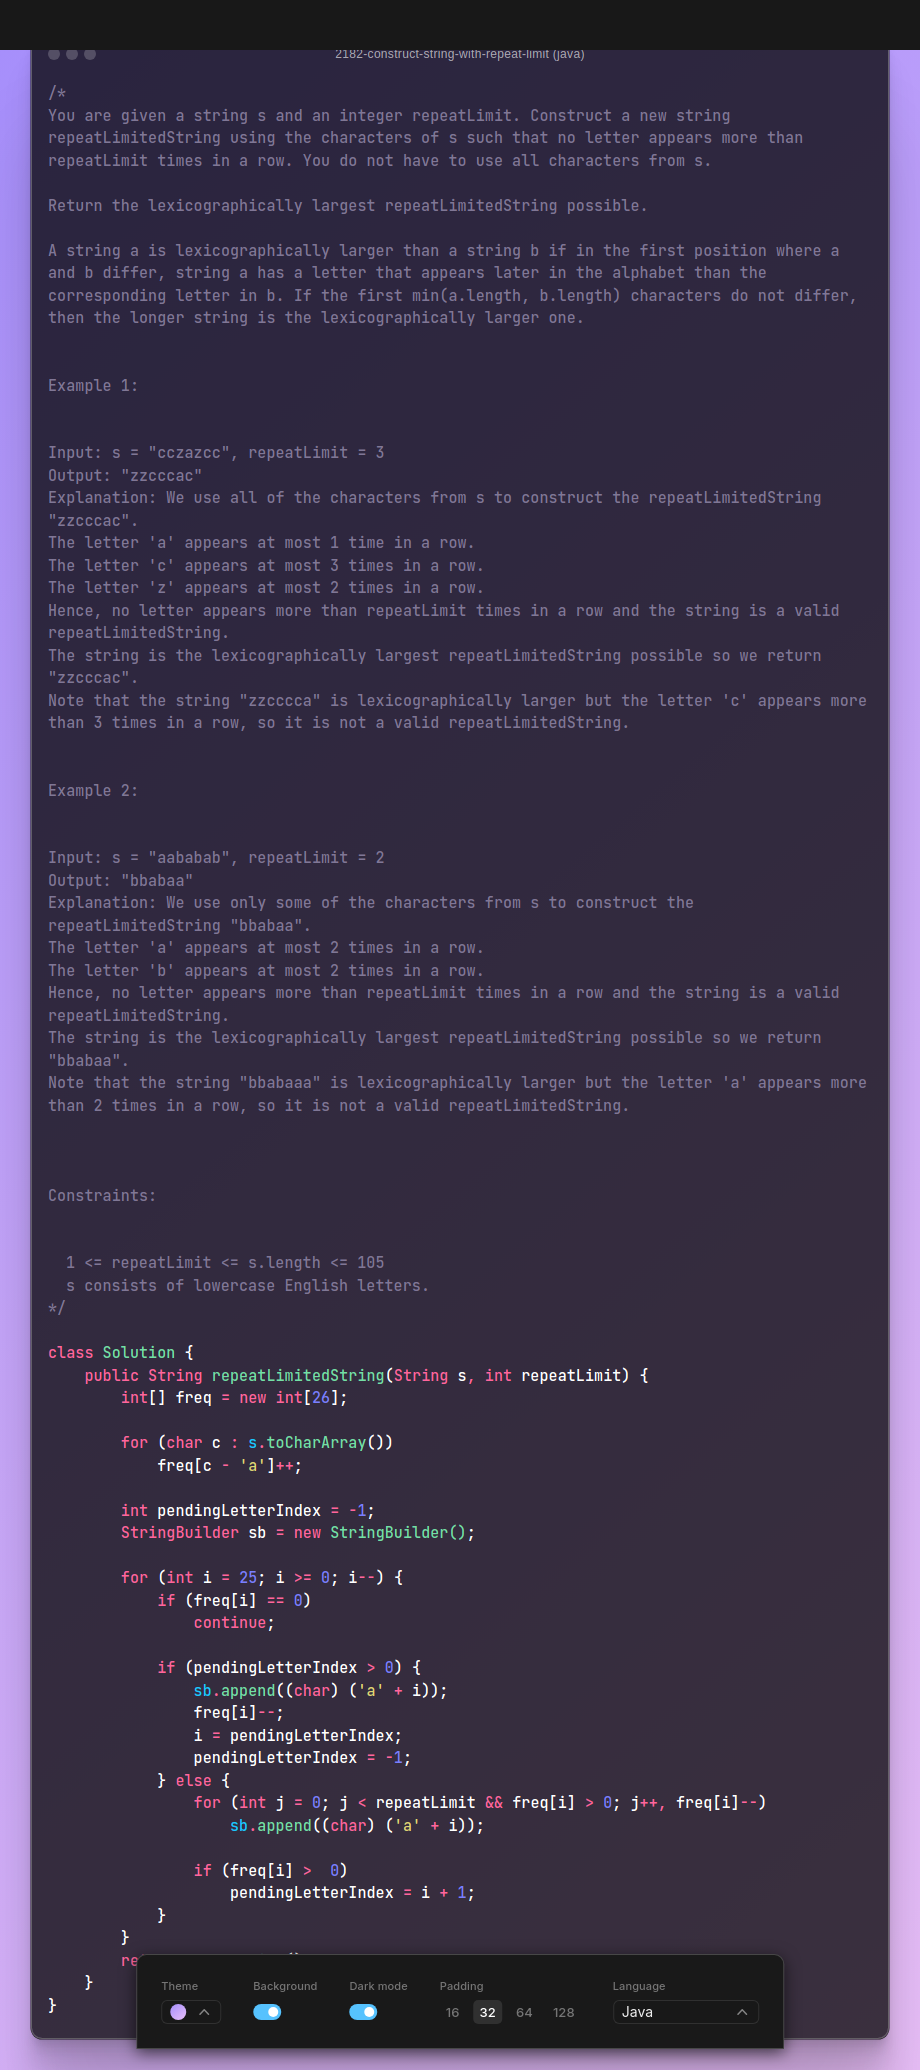 2182-construct-string-with-repeat-limit (java)
/*
You are given a string s and an integer repeatLimit. Construct a new string
repeatLimitedString using the characters of s such that no letter appears more than
repeatLimit times in a row. You do not have to use all characters from s.
Return the lexicographically largest repeatLimitedString possible.
A string a is lexicographically larger than a string b if in the first position where a
and b differ, string a has a letter that appears later in the alphabet than the
corresponding letter in b. If the first min(a.length, b.length) characters do not differ,
then the longer string is the lexicographically larger one.
Example 1:
Input: s = "cczazcc", repeatLimit = 3
Output: "zzcccac"
Explanation: We use all of the characters from s to construct the repeatLimitedString
"zzcccac".
The letter 'a' appears at most 1 time in a row.
The letter 'c' appears at most 3 times in a row.
The letter 'z' appears at most 2 times in a row.
Hence, no letter appears more than repeatLimit times in a row and the string is a valid
repeatLimitedString.
The string is the lexicographically largest repeatLimitedString possible so we return
"zzcccac".
Note that the string "zzcccca" is lexicographically larger but the letter 'c' appears more
than 3 times in a row, so it is not a valid repeatLimitedString.
Example 2:
Input: s = "aababab", repeatLimit = 2
Output: "bbabaa"
Explanation: We use only some of the characters from s to construct the
repeatLimitedString "bbabaa".
The letter 'a' appears at most 2 times in a row.
The letter 'b' appears at most 2 times in a row.
Hence, no letter appears more than repeatLimit times in a row and the string is a valid
repeatLimitedString.
The string is the lexicographically largest repeatLimitedString possible so we return
"bbabaa".
Note that the string "bbabaaa" is lexicographically larger but the letter 'a' appears more
than 2 times in a row, so it is not a valid repeatLimitedString.
Constraints:
  1 <= repeatLimit <= s.length <= 105
  s consists of lowercase English letters.
*/
class Solution {
    public String repeatLimitedString(String s, int repeatLimit) {
        int[] freq = new int[26];
        for (char c : s.toCharArray())
            freq[c - 'a']++;
        int pendingLetterIndex = -1;
        StringBuilder sb = new StringBuilder();
        for (int i = 25; i >= 0; i--) {
            if (freq[i] == 0)
                continue;
            if (pendingLetterIndex > 0) {
                sb.append((char) ('a' + i));
                freq[i]--;
                i = pendingLetterIndex;
                pendingLetterIndex = -1;
            } else {
                for (int j = 0; j < repeatLimit && freq[i] > 0; j++, freq[i]--)
                    sb.append((char) ('a' + i));
                if (freq[i] >  0)
                    pendingLetterIndex = i + 1;
            }
        }
    }
}
Theme Background Dark mode Padding Language
16 32 64 128 Java